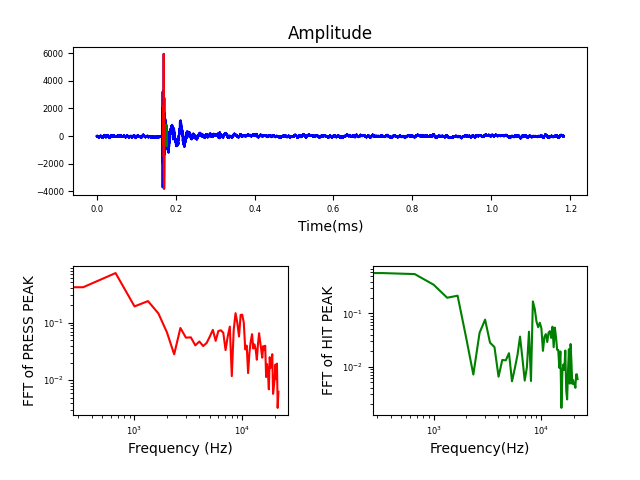 Amplitude
6000
4000
2000
0
−2000
−4000
0.0 0.2 0.4 0.6 0.8 1.0 1.2
Time(ms)
FFT of PRESS PEAK
10⁻¹
10⁻²
10³ 10⁴
Frequency (Hz)
FFT of HIT PEAK
10⁻¹
10⁻²
10³ 10⁴
Frequency(Hz)